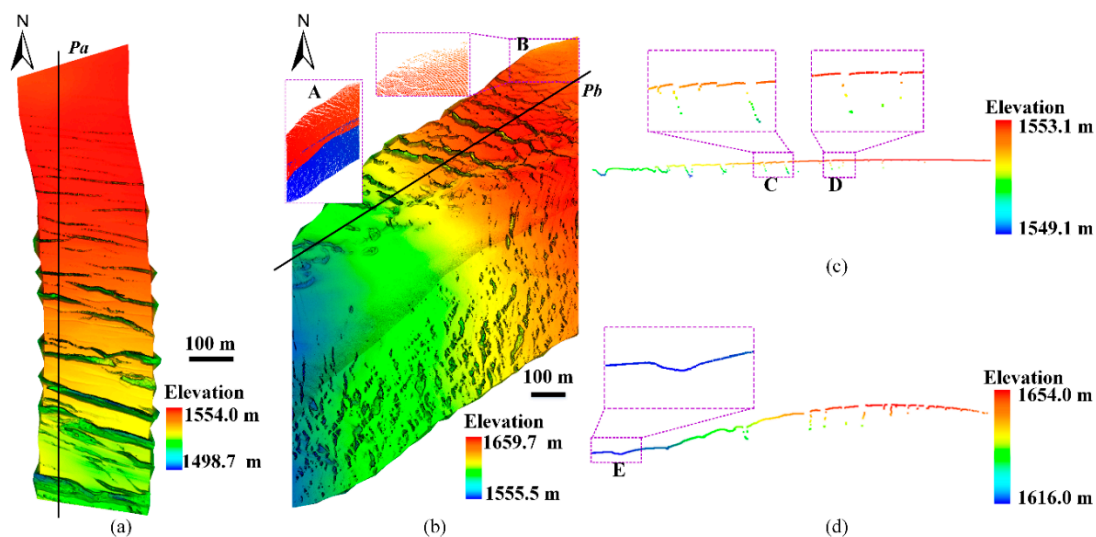 N
Pa
100 m
Elevation
1554.0 m
1498.7 m
(a)
N
A
B
Pb
100 m
Elevation
1659.7 m
1555.5 m
(b)
C
D
Elevation
1553.1 m
1549.1 m
(c)
E
Elevation
1654.0 m
1616.0 m
(d)